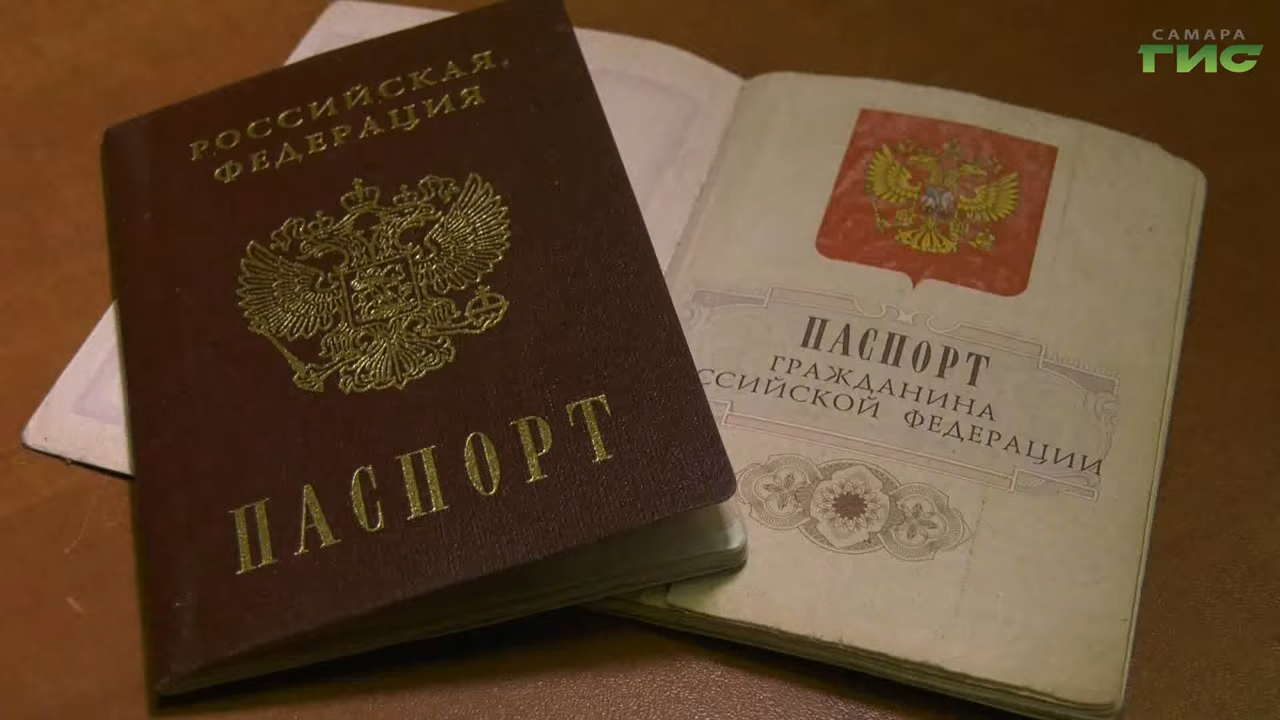 САМАРА
ГИС
РОССИЙСКАЯ
ФЕДЕРАЦИЯ
ПАСПОРТ
ПАСПОРТ
ГРАЖДАНИНА
ССИЙСКОЙ ФЕДЕРАЦИИ